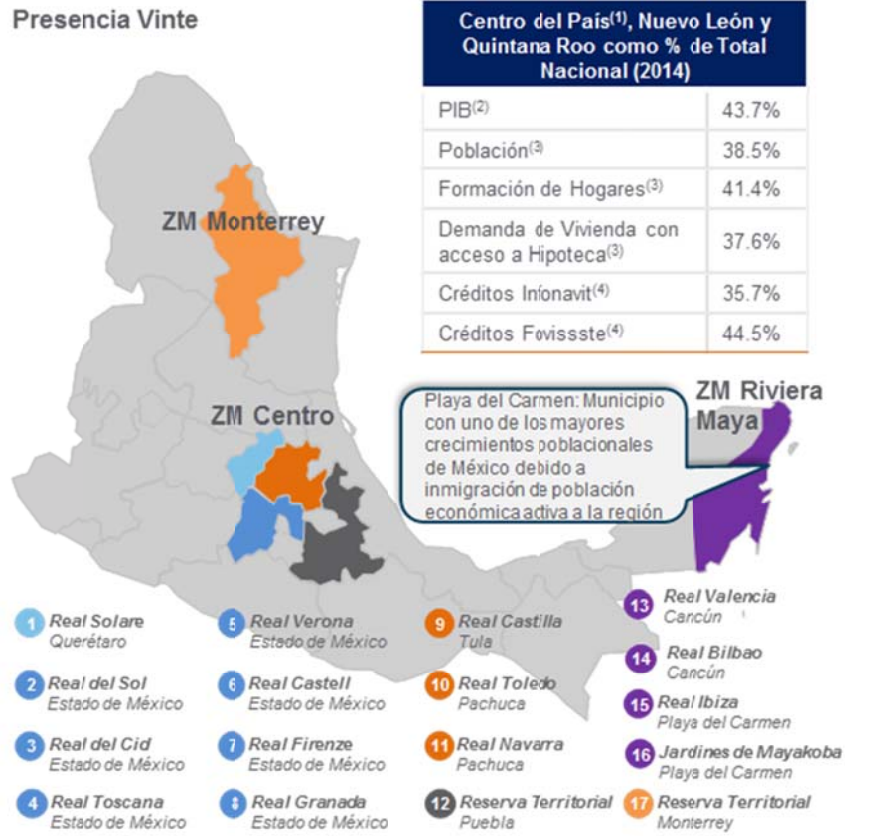 Presencia Vinte
Centro del País(1), Nuevo León y
Quintana Roo como % de Total
Nacional (2014)
PIB(2) 43.7%
Población(3) 38.5%
Formación de Hogares(3) 41.4%
Demanda de Vivienda con
acceso a Hipoteca(3) 37.6%
Créditos Infonavit(4) 35.7%
Créditos Fovissste(4) 44.5%
ZM Monterrey
ZM Centro
Playa del Carmen: Municipio
con uno de los mayores
crecimientos poblacionales
de México debido a
inmigración de población
económica activa a la región
ZM Riviera
Maya
1 Real Solare
Querétaro
2 Real del Sol
Estado de México
3 Real del Cid
Estado de México
4 Real Toscana
Estado de México
5 Real Verona
Estado de México
6 Real Castell
Estado de México
7 Real Firenze
Estado de México
8 Real Granada
Estado de México
9 Real Castilla
Tula
10 Real Toledo
Pachuca
11 Real Navarra
Pachuca
12 Reserva Territorial
Puebla
13 Real Valencia
Cancún
14 Real Bilbao
Cancún
15 Real Ibiza
Playa del Carmen
16 Jardines de Mayakoba
Playa del Carmen
17 Reserva Territorial
Monterrey